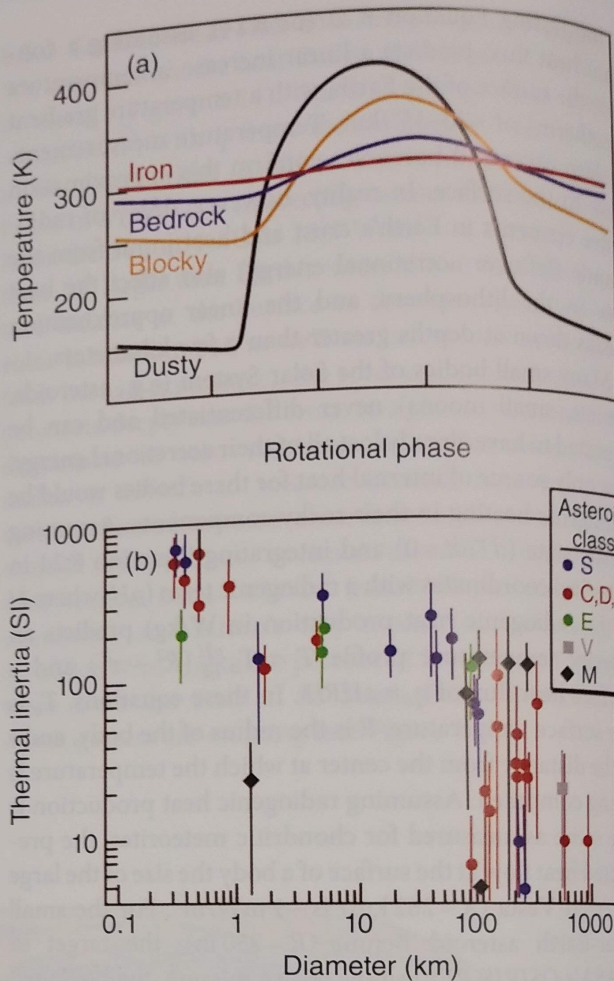 (a)
400
300
200
Temperature (K)
Iron
Bedrock
Blocky
Dusty
Rotational phase
(b)
1000
100
10
Thermal inertia (SI)
0.1
1
10
100
1000
Diameter (km)
Astero
class
S
C,D,
E
V
M